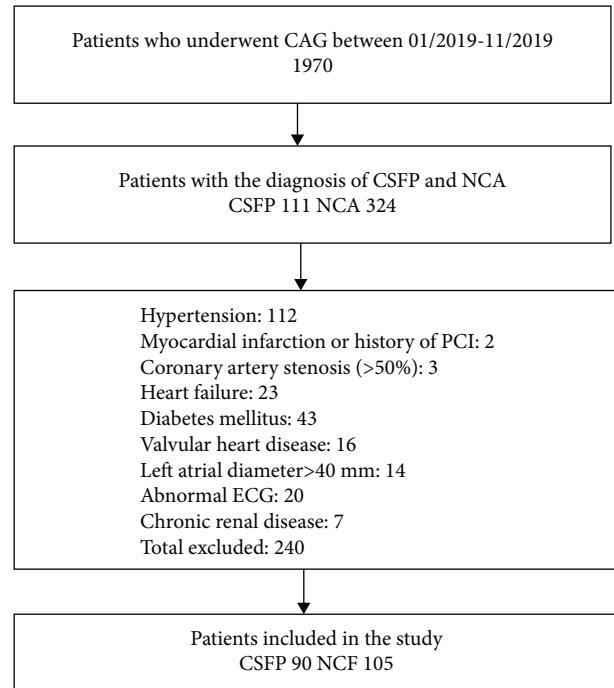 Patients who underwent CAG between 01/2019-11/2019
1970
Patients with the diagnosis of CSFP and NCA
CSFP 111 NCA 324
Hypertension: 112
Myocardial infarction or history of PCI: 2
Coronary artery stenosis (>50%): 3
Heart failure: 23
Diabetes mellitus: 43
Valvular heart disease: 16
Left atrial diameter>40 mm: 14
Abnormal ECG: 20
Chronic renal disease: 7
Total excluded: 240
Patients included in the study
CSFP 90 NCF 105